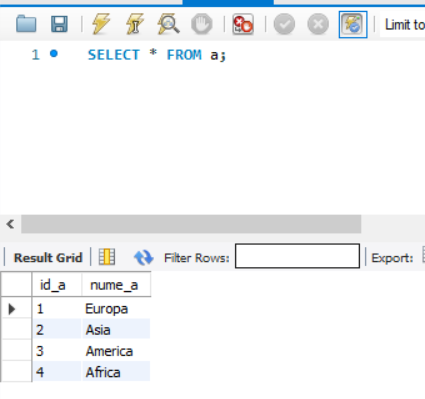 Limit to
1 SELECT * FROM a;
Result Grid Filter Rows: Export:
id_a nume_a
1 Europa
2 Asia
3 America
4 Africa